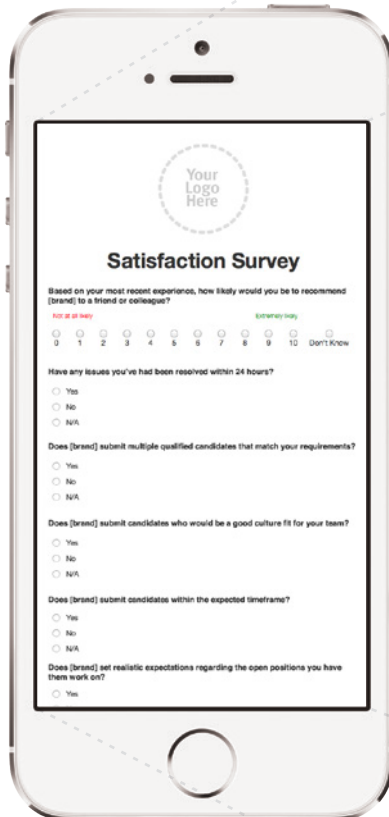 Your
Logo
Here
Satisfaction Survey
Based on your most recent experience, how likely would you be to recommend
[brand] to a friend or colleague?
Not at all likely Extremely likely
0 1 2 3 4 5 6 7 8 9 10 Don't Know
Have any issues you've had been resolved within 24 hours?
Yes
No
N/A
Does [brand] submit multiple qualified candidates that match your requirements?
Yes
No
N/A
Does [brand] submit candidates who would be a good culture fit for your team?
Yes
No
N/A
Does [brand] submit candidates within the expected timeframe?
Yes
No
N/A
Does [brand] set realistic expectations regarding the open positions you have
them work on?
Yes